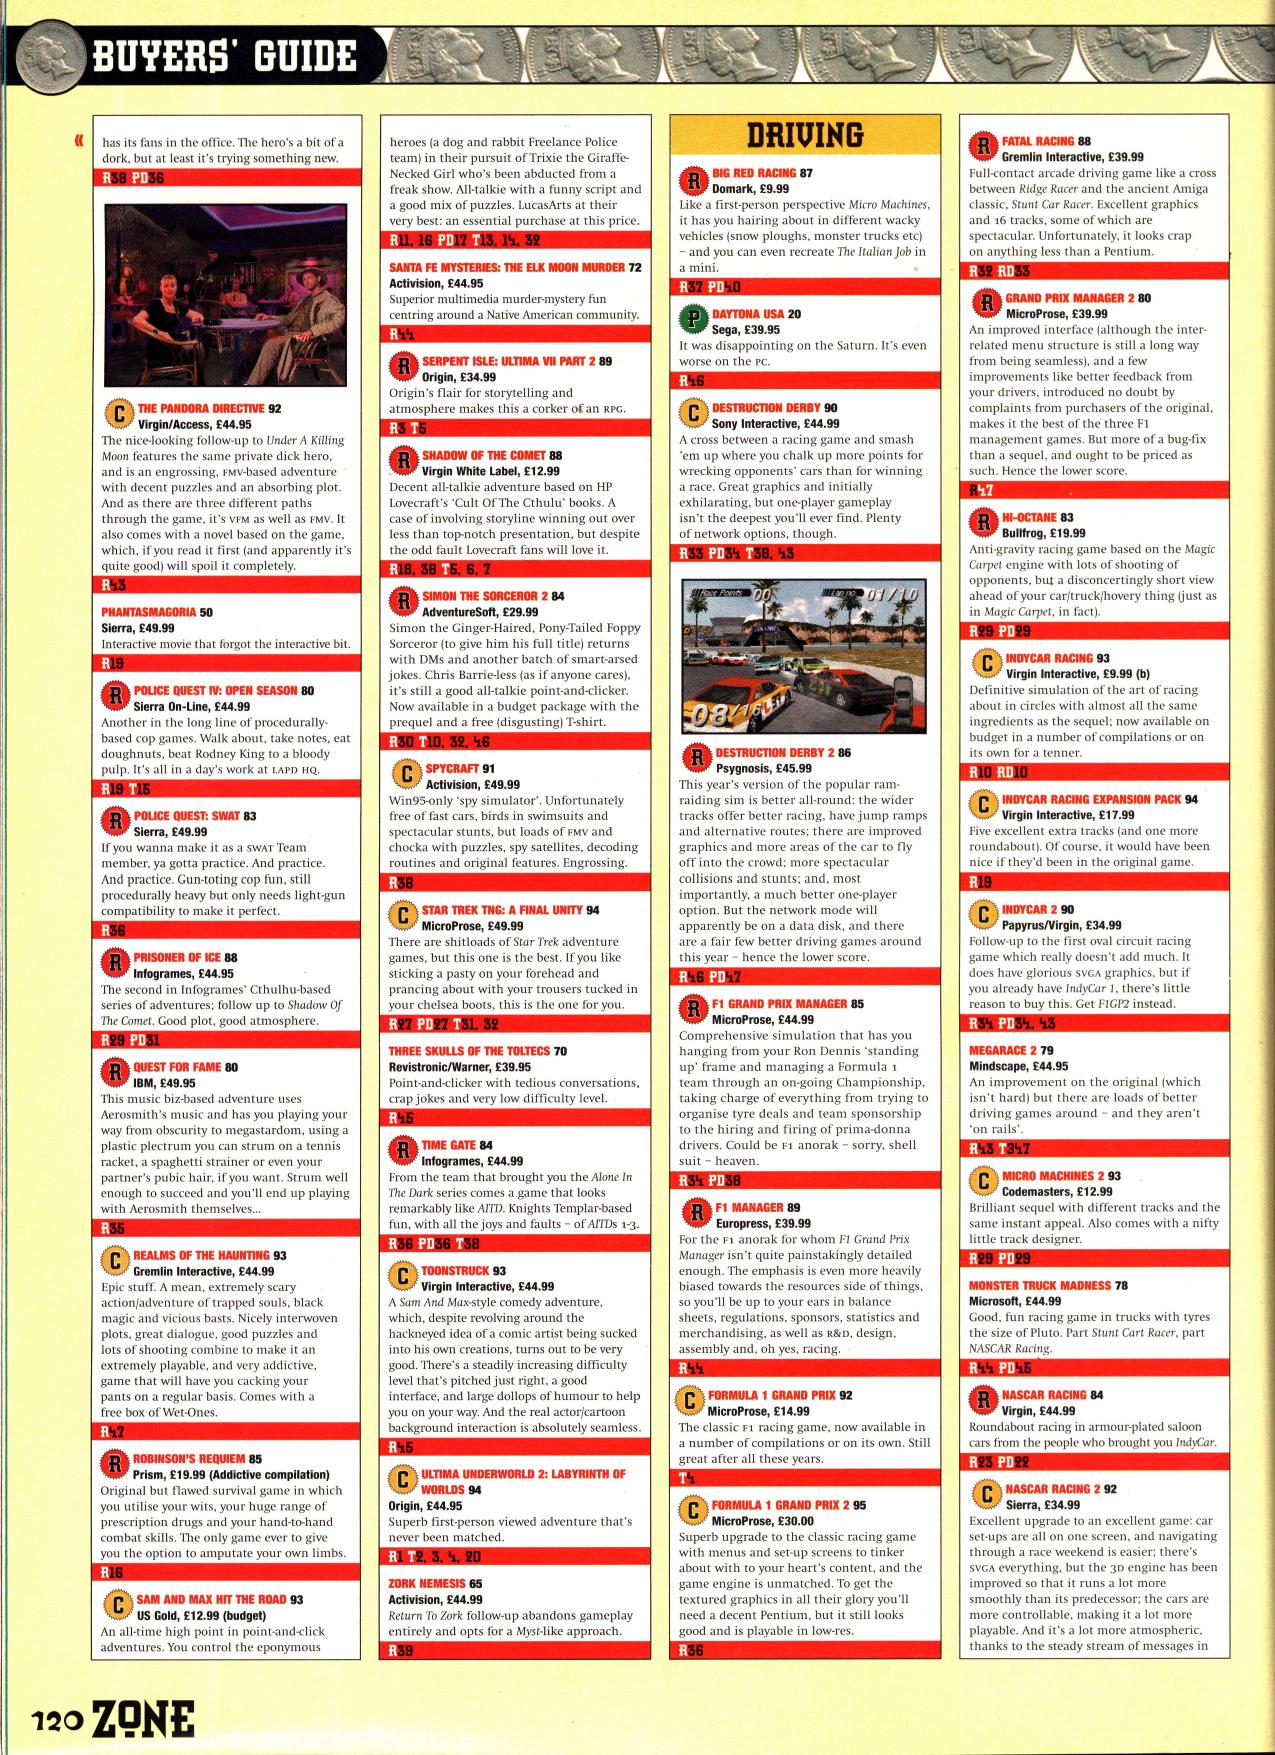 BUYERS' GUIDE
«
has its fans in the office. The hero's a bit of a
dork, but at least it's trying something new.
R38 PD36
C
THE PANDORA DIRECTIVE 92
Virgin/Access, £44.95
The nice-looking follow-up to Under A Killing
Moon features the same private dick hero,
and is an engrossing, FMV-based adventure
with decent puzzles and an absorbing plot.
And as there are three different paths
through the game, it's VFM as well as FMV. It
also comes with a novel based on the game,
which, if you read it first (and apparently it's
quite good) will spoil it completely.
R43
PHANTASMAGORIA 50
Sierra, £49.99
Interactive movie that forgot the interactive bit.
R19
R
POLICE QUEST IV: OPEN SEASON 80
Sierra On-Line, £44.99
Another in the long line of procedurally-
based cop games. Walk about, take notes, eat
doughnuts, beat Rodney King to a bloody
pulp. It's all in a day's work at LAPD HQ.
R19 T15
R
POLICE QUEST: SWAT 83
Sierra, £49.99
If you wanna make it as a SWAT Team
member, ya gotta practice. And practice.
And practice. Gun-toting cop fun, still
procedurally heavy but only needs light-gun
compatibility to make it perfect.
R36
R
PRISONER OF ICE 88
Infogrames, £44.95
The second in Infogrames' Cthulhu-based
series of adventures; follow up to Shadow Of
The Comet. Good plot, good atmosphere.
R29 PD31
R
QUEST FOR FAME 80
IBM, £49.95
This music biz-based adventure uses
Aerosmith's music and has you playing your
way from obscurity to megastardom, using a
plastic plectrum you can strum on a tennis
racket, a spaghetti strainer or even your
partner's pubic hair, if you want. Strum well
enough to succeed and you'll end up playing
with Aerosmith themselves...
R35
C
REALMS OF THE HAUNTING 93
Gremlin Interactive, £44.99
Epic stuff. A mean, extremely scary
action/adventure of trapped souls, black
magic and vicious basts. Nicely interwoven
plots, great dialogue, good puzzles and
lots of shooting combine to make it an
extremely playable, and very addictive,
game that will have you cacking your
pants on a regular basis. Comes with a
free box of Wet-Ones.
R47
R
ROBINSON'S REQUIEM 85
Prism, £19.99 (Addictive compilation)
Original but flawed survival game in which
you utilise your wits, your huge range of
prescription drugs and your hand-to-hand
combat skills. The only game ever to give
you the option to amputate your own limbs.
R16
C
SAM AND MAX HIT THE ROAD 93
US Gold, £12.99 (budget)
An all-time high point in point-and-click
adventures. You control the eponymous
heroes (a dog and rabbit Freelance Police
team) in their pursuit of Trixie the Giraffe-
Necked Girl who's been abducted from a
freak show. All-talkie with a funny script and
a good mix of puzzles. LucasArts at their
very best: an essential purchase at this price.
R11, 16 PD17 T13, 14, 32
SANTA FE MYSTERIES: THE ELK MOON MURDER 72
Activision, £44.95
Superior multimedia murder-mystery fun
centring around a Native American community.
R44
R
SERPENT ISLE: ULTIMA VII PART 2 89
Origin, £34.99
Origin's flair for storytelling and
atmosphere makes this a corker of an RPG.
R3 T5
R
SHADOW OF THE COMET 88
Virgin White Label, £12.99
Decent all-talkie adventure based on HP
Lovecraft's 'Cult Of The Cthulu' books. A
case of involving storyline winning out over
less than top-notch presentation, but despite
the odd fault Lovecraft fans will love it.
R18, 38 T5, 6, 7
R
SIMON THE SORCEROR 2 84
AdventureSoft, £29.99
Simon the Ginger-Haired, Pony-Tailed Foppy
Sorceror (to give him his full title) returns
with DMs and another batch of smart-arsed
jokes. Chris Barrie-less (as if anyone cares),
it's still a good all-talkie point-and-clicker.
Now available in a budget package with the
prequel and a free (disgusting) T-shirt.
R30 T10, 32, 46
C
SPYCRAFT 91
Activision, £49.99
Win95-only 'spy simulator'. Unfortunately
free of fast cars, birds in swimsuits and
spectacular stunts, but loads of FMV and
chocka with puzzles, spy satellites, decoding
routines and original features. Engrossing.
R38
C
STAR TREK TNG: A FINAL UNITY 94
MicroProse, £49.99
There are shitloads of Star Trek adventure
games, but this one is the best. If you like
sticking a pasty on your forehead and
prancing about with your trousers tucked in
your chelsea boots, this is the one for you.
R27 PD27 T31, 32
THREE SKULLS OF THE TOLTECS 70
Revistronic/Warner, £39.95
Point-and-clicker with tedious conversations,
crap jokes and very low difficulty level.
R45
R
TIME GATE 84
Infogrames, £44.99
From the team that brought you the Alone In
The Dark series comes a game that looks
remarkably like AITD. Knights Templar-based
fun, with all the joys and faults – of AITDs 1-3.
R36 PD36 T38
C
TOONSTRUCK 93
Virgin Interactive, £44.99
A Sam And Max-style comedy adventure,
which, despite revolving around the
hackneyed idea of a comic artist being sucked
into his own creations, turns out to be very
good. There's a steadily increasing difficulty
level that's pitched just right, a good
interface, and large dollops of humour to help
you on your way. And the real actor/cartoon
background interaction is absolutely seamless.
R45
C
ULTIMA UNDERWORLD 2: LABYRINTH OF
WORLDS 94
Origin, £44.95
Superb first-person viewed adventure that's
never been matched.
R1 T2, 3, 4, 20
ZORK NEMESIS 65
Activision, £44.99
Return To Zork follow-up abandons gameplay
entirely and opts for a Myst-like approach.
R39
DRIVING
R
BIG RED RACING 87
Domark, £9.99
Like a first-person perspective Micro Machines,
it has you hairing about in different wacky
vehicles (snow ploughs, monster trucks etc)
– and you can even recreate The Italian Job in
a mini.
R37 PD40
P
DAYTONA USA 20
Sega, £39.95
It was disappointing on the Saturn. It's even
worse on the PC.
R46
C
DESTRUCTION DERBY 90
Sony Interactive, £44.99
A cross between a racing game and smash
'em up where you chalk up more points for
wrecking opponents' cars than for winning
a race. Great graphics and initially
exhilarating, but one-player gameplay
isn't the deepest you'll ever find. Plenty
of network options, though.
R33 PD34 T38, 43
Race Points 00 Lap no 01/10
08/16
R
DESTRUCTION DERBY 2 86
Psygnosis, £45.99
This year's version of the popular ram-
raiding sim is better all-round: the wider
tracks offer better racing, have jump ramps
and alternative routes; there are improved
graphics and more areas of the car to fly
off into the crowd; more spectacular
collisions and stunts; and, most
importantly, a much better one-player
option. But the network mode will
apparently be on a data disk, and there
are a fair few better driving games around
this year – hence the lower score.
R46 PD47
R
F1 GRAND PRIX MANAGER 85
MicroProse, £44.99
Comprehensive simulation that has you
hanging from your Ron Dennis 'standing
up' frame and managing a Formula 1
team through an on-going Championship,
taking charge of everything from trying to
organise tyre deals and team sponsorship
to the hiring and firing of prima-donna
drivers. Could be F1 anorak – sorry, shell
suit – heaven.
R34 PD38
R
F1 MANAGER 89
Europress, £39.99
For the F1 anorak for whom F1 Grand Prix
Manager isn't quite painstakingly detailed
enough. The emphasis is even more heavily
biased towards the resources side of things,
so you'll be up to your ears in balance
sheets, regulations, sponsors, statistics and
merchandising, as well as R&D, design,
assembly and, oh yes, racing.
R44
C
FORMULA 1 GRAND PRIX 92
MicroProse, £14.99
The classic F1 racing game, now available in
a number of compilations or on its own. Still
great after all these years.
T4
C
FORMULA 1 GRAND PRIX 2 95
MicroProse, £30.00
Superb upgrade to the classic racing game
with menus and set-up screens to tinker
about with to your heart's content, and the
game engine is unmatched. To get the
textured graphics in all their glory you'll
need a decent Pentium, but it still looks
good and is playable in low-res.
R36
R
FATAL RACING 88
Gremlin Interactive, £39.99
Full-contact arcade driving game like a cross
between Ridge Racer and the ancient Amiga
classic, Stunt Car Racer. Excellent graphics
and 16 tracks, some of which are
spectacular. Unfortunately, it looks crap
on anything less than a Pentium.
R32 RD33
R
GRAND PRIX MANAGER 2 80
MicroProse, £39.99
An improved interface (although the inter-
related menu structure is still a long way
from being seamless), and a few
improvements like better feedback from
your drivers, introduced no doubt by
complaints from purchasers of the original,
makes it the best of the three F1
management games. But more of a bug-fix
than a sequel, and ought to be priced as
such. Hence the lower score.
R47
R
HI-OCTANE 83
Bullfrog, £19.99
Anti-gravity racing game based on the Magic
Carpet engine with lots of shooting of
opponents, but a disconcertingly short view
ahead of your car/truck/hovery thing (just as
in Magic Carpet, in fact).
R29 PD29
C
INDYCAR RACING 93
Virgin Interactive, £9.99 (b)
Definitive simulation of the art of racing
about in circles with almost all the same
ingredients as the sequel; now available on
budget in a number of compilations or on
its own for a tenner.
R10 RD10
C
INDYCAR RACING EXPANSION PACK 94
Virgin Interactive, £17.99
Five excellent extra tracks (and one more
roundabout). Of course, it would have been
nice if they'd been in the original game.
R19
C
INDYCAR 2 90
Papyrus/Virgin, £34.99
Follow-up to the first oval circuit racing
game which really doesn't add much. It
does have glorious SVGA graphics, but if
you already have IndyCar 1, there's little
reason to buy this. Get F1GP2 instead.
R34 PD34, 43
MEGARACE 2 79
Mindscape, £44.95
An improvement on the original (which
isn't hard) but there are loads of better
driving games around – and they aren't
'on rails'.
R43 T347
C
MICRO MACHINES 2 93
Codemasters, £12.99
Brilliant sequel with different tracks and the
same instant appeal. Also comes with a nifty
little track designer.
R29 PD29
MONSTER TRUCK MADNESS 78
Microsoft, £44.99
Good, fun racing game in trucks with tyres
the size of Pluto. Part Stunt Cart Racer, part
NASCAR Racing.
R44 PD45
R
NASCAR RACING 84
Virgin, £44.99
Roundabout racing in armour-plated saloon
cars from the people who brought you IndyCar.
R23 PD22
C
NASCAR RACING 2 92
Sierra, £34.99
Excellent upgrade to an excellent game: car
set-ups are all on one screen, and navigating
through a race weekend is easier; there's
SVGA everything, but the 3D engine has been
improved so that it runs a lot more
smoothly than its predecessor; the cars are
more controllable, making it a lot more
playable. And it's a lot more atmospheric,
thanks to the steady stream of messages in
120 ZONE